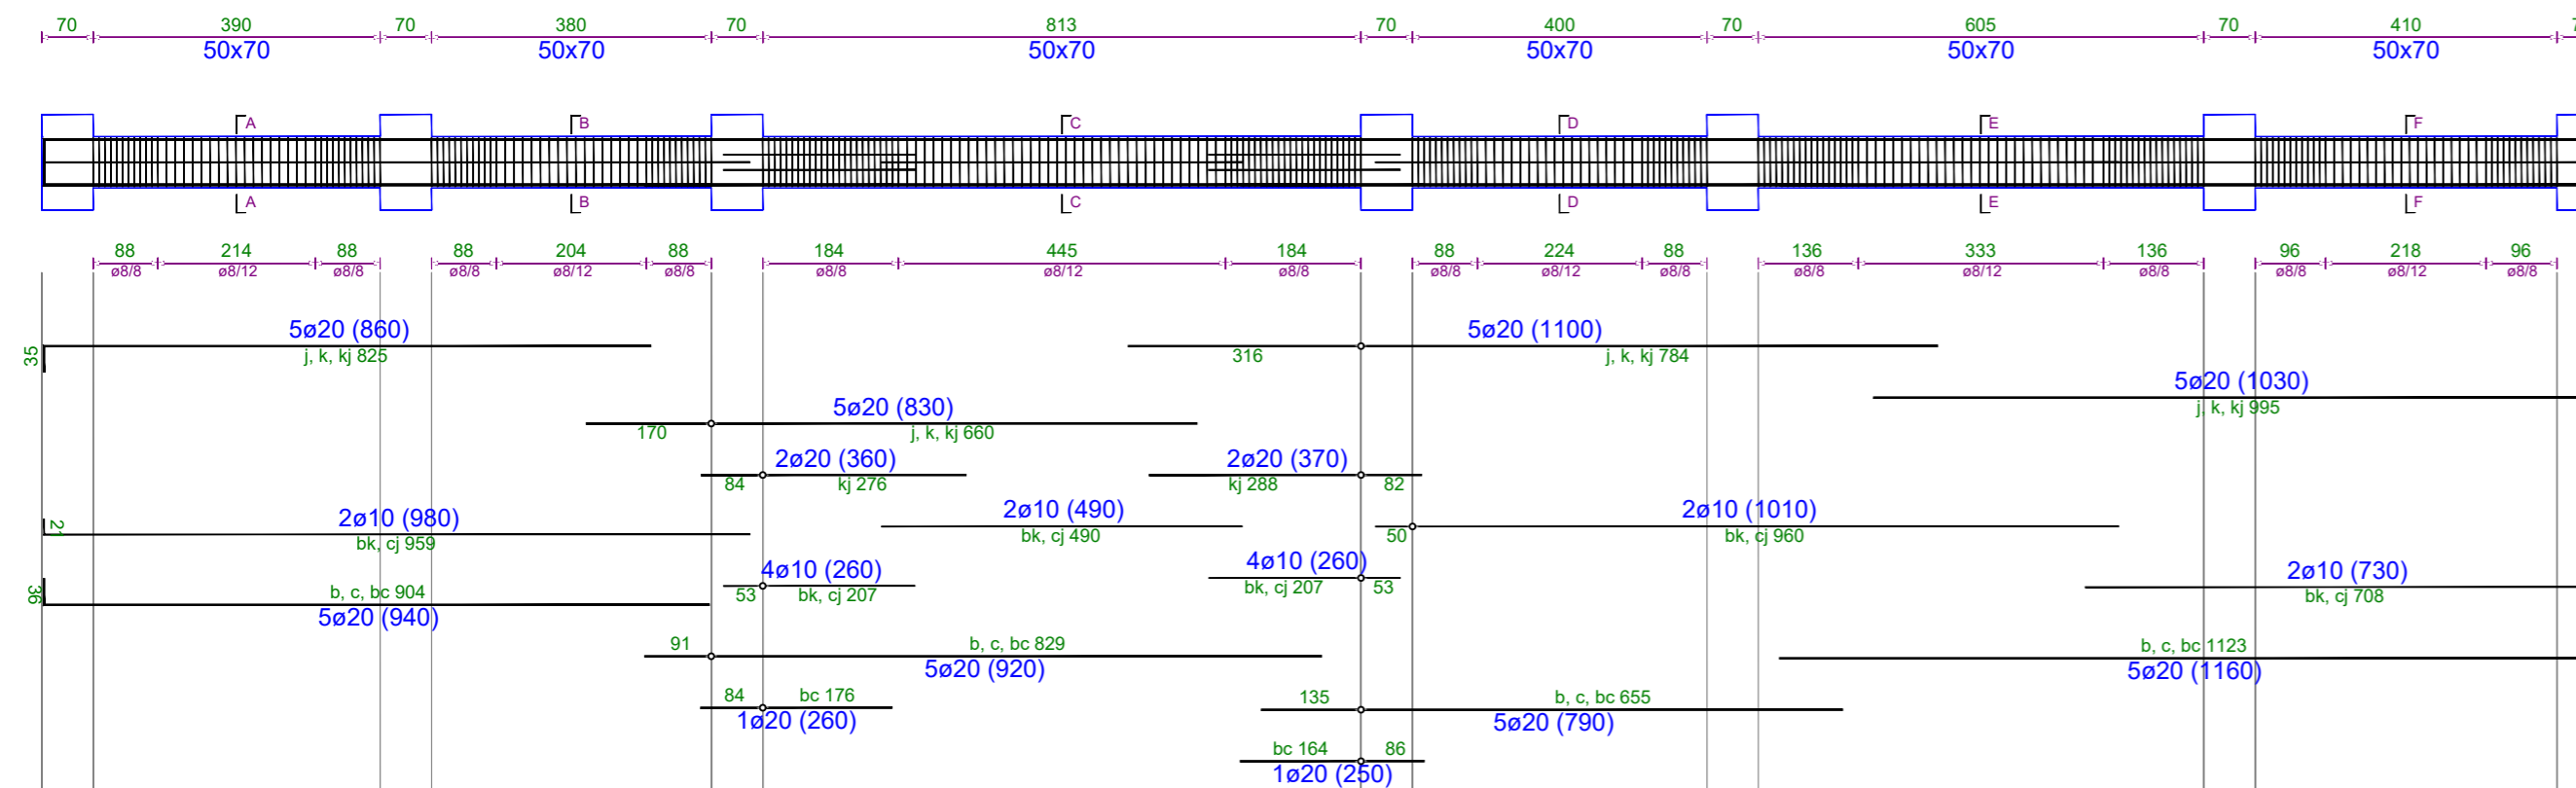 70 390 70 380 70 813 70 400 70 605 70 410
50x70 50x70 50x70 50x70 50x70 50x70
A B C D E F
A B C D E F
88 214 88 88 204 88 184 445 184 88 224 88 136 333 136 96 218 96
ø8/8 ø8/12 ø8/8 ø8/8 ø8/12 ø8/8 ø8/8 ø8/12 ø8/8 ø8/8 ø8/12 ø8/8 ø8/8 ø8/12 ø8/8 ø8/8 ø8/12 ø8/8
5ø20 (860) 5ø20 (1100)
35 j, k, kj 825 316 j, k, kj 784
5ø20 (1030)
j, k, kj 995
5ø20 (830)
170 j, k, kj 660
2ø20 (360) 2ø20 (370)
84 kj 276 kj 288 82
2ø10 (980) 2ø10 (490) 2ø10 (1010)
21 bk, cj 959 bk, cj 490 50 bk, cj 960
4ø10 (260) 4ø10 (260) 2ø10 (730)
53 bk, cj 207 bk, cj 207 53 bk, cj 708
36 b, c, bc 904
5ø20 (940)
91 b, c, bc 829 b, c, bc 1123
5ø20 (920) 5ø20 (1160)
84 bc 176 135 b, c, bc 655
1ø20 (260) 5ø20 (790)
bc 164 86
1ø20 (250)